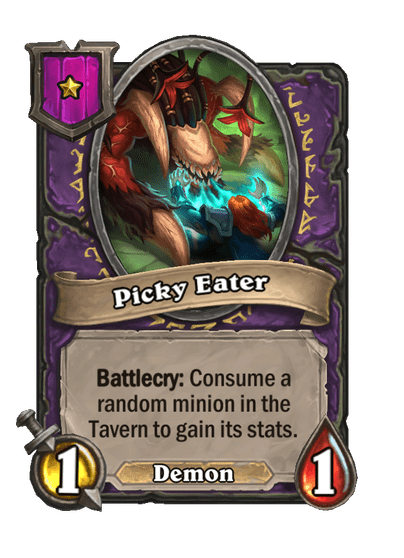 Picky Eater
Battlecry: Consume a
random minion in the
Tavern to gain its stats.
1
Demon
1